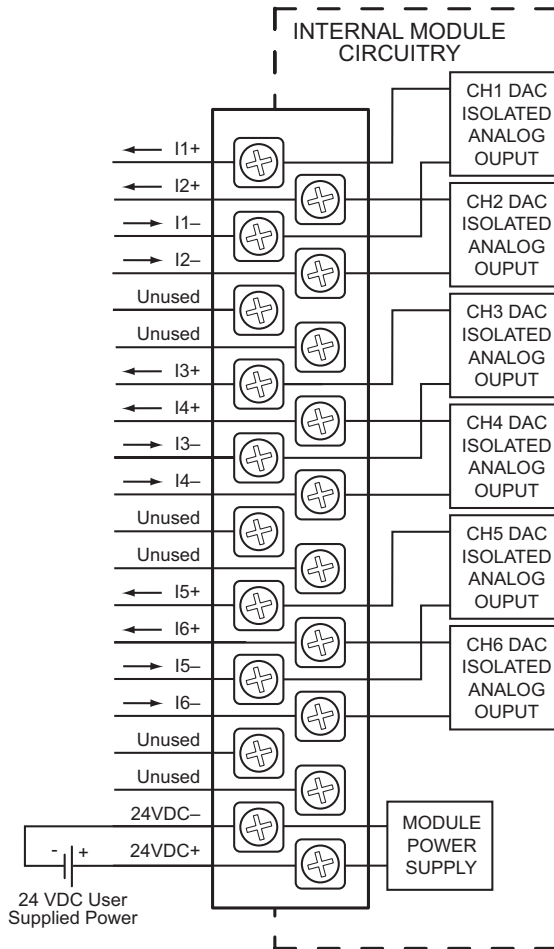 INTERNAL MODULE
CIRCUITRY
CH1 DAC
ISOLATED
ANALOG
OUPUT
CH2 DAC
ISOLATED
ANALOG
OUPUT
CH3 DAC
ISOLATED
ANALOG
OUPUT
CH4 DAC
ISOLATED
ANALOG
OUPUT
CH5 DAC
ISOLATED
ANALOG
OUPUT
CH6 DAC
ISOLATED
ANALOG
OUPUT
I1+
I2+
I1–
I2–
Unused
Unused
I3+
I4+
I3–
I4–
Unused
Unused
I5+
I6+
I5–
I6–
Unused
Unused
24VDC–
24VDC+
- +
24 VDC User
Supplied Power
MODULE
POWER
SUPPLY